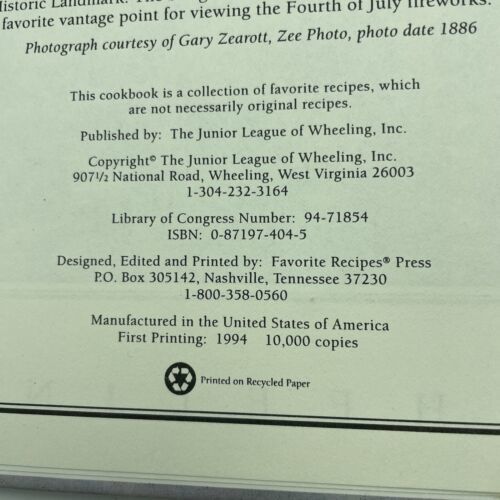 Historic Landmark. The
favorite vantage point for viewing the Fourth of July fireworks.
Photograph courtesy of Gary Zearott, Zee Photo, photo date 1886
This cookbook is a collection of favorite recipes, which
are not necessarily original recipes.
Published by: The Junior League of Wheeling, Inc.
Copyright© The Junior League of Wheeling, Inc.
907½ National Road, Wheeling, West Virginia 26003
1-304-232-3164
Library of Congress Number: 94-71854
ISBN: 0-87197-404-5
Designed, Edited and Printed by: Favorite Recipes® Press
P.O. Box 305142, Nashville, Tennessee 37230
1-800-358-0560
Manufactured in the United States of America
First Printing: 1994 10,000 copies
Printed on Recycled Paper